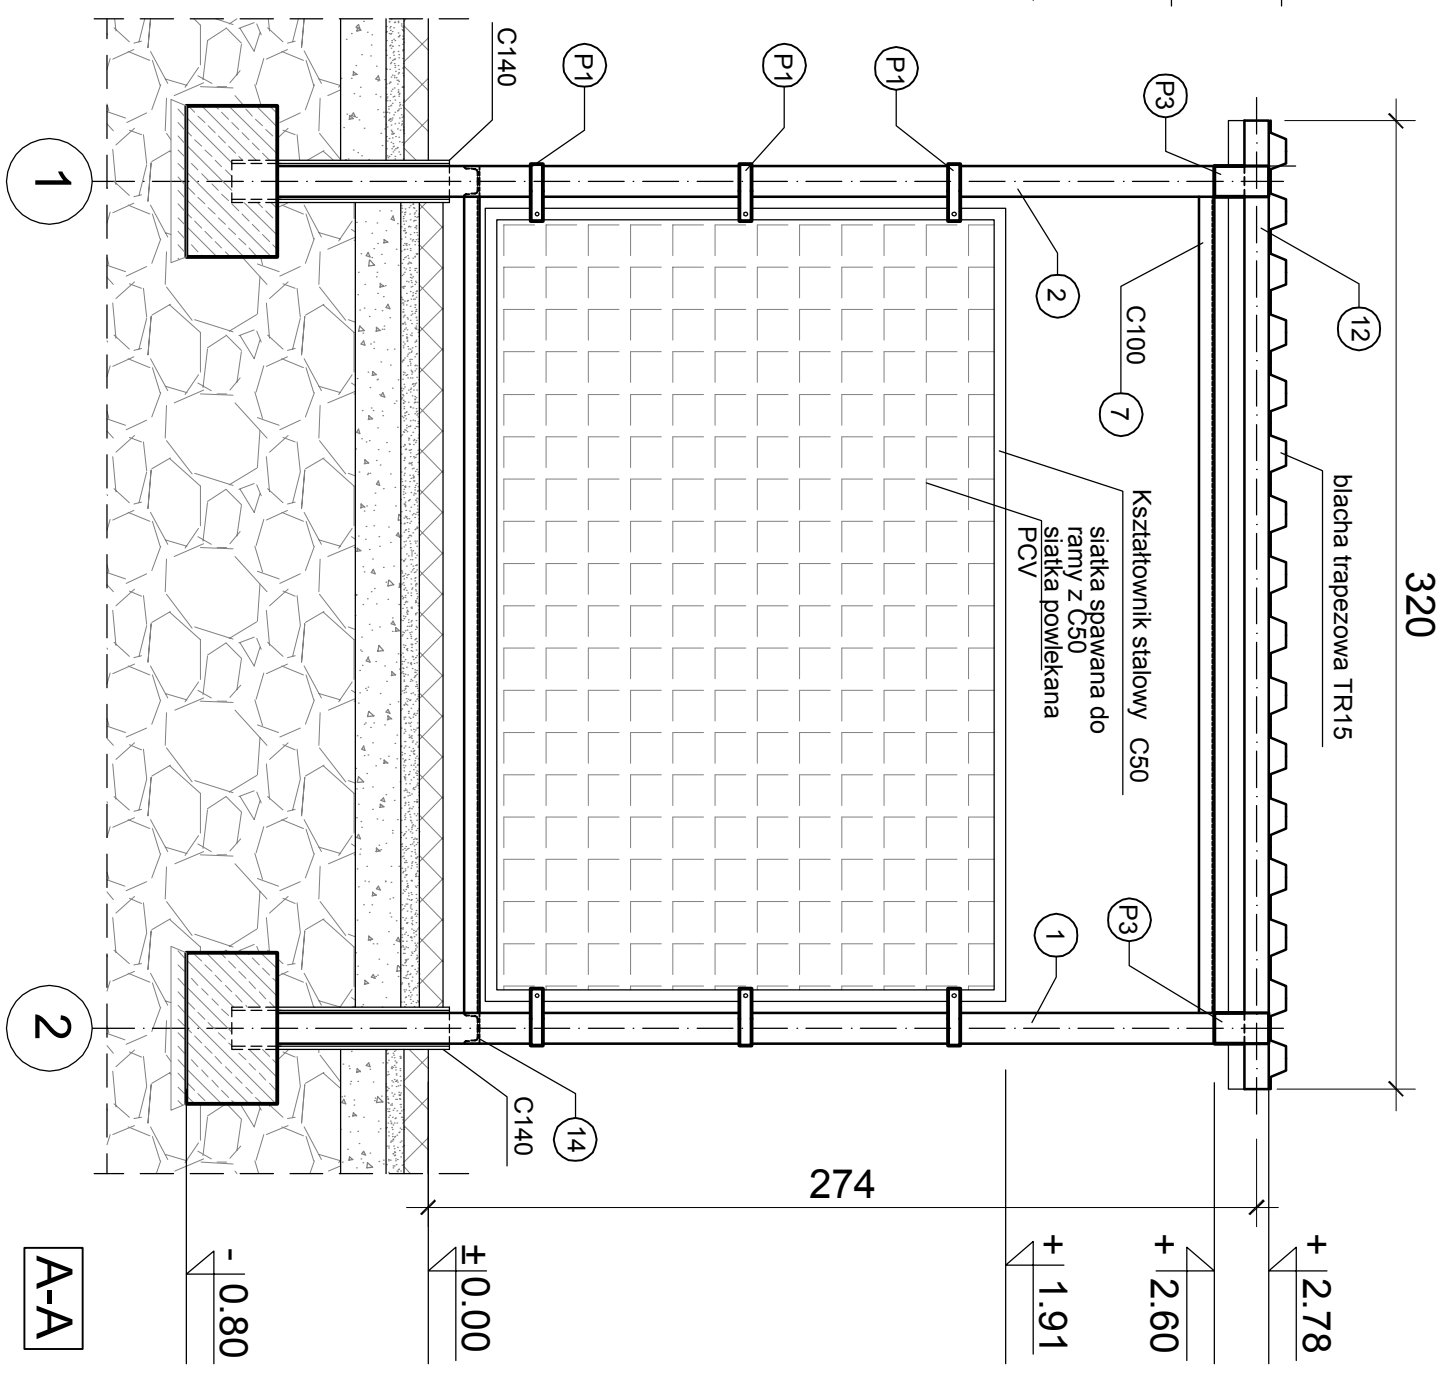 320
blacha trapezowa TR15
12
P3
P3
C100
7
Kształtownik stalowy C50
siatka spawana do
ramy z C50
siatka powlekana
PCV
2
1
P1
P1
P1
C140
C140
14
274
+ 2.78
+ 2.60
+ 1.91
±0.00
- 0.80
1
2
A-A